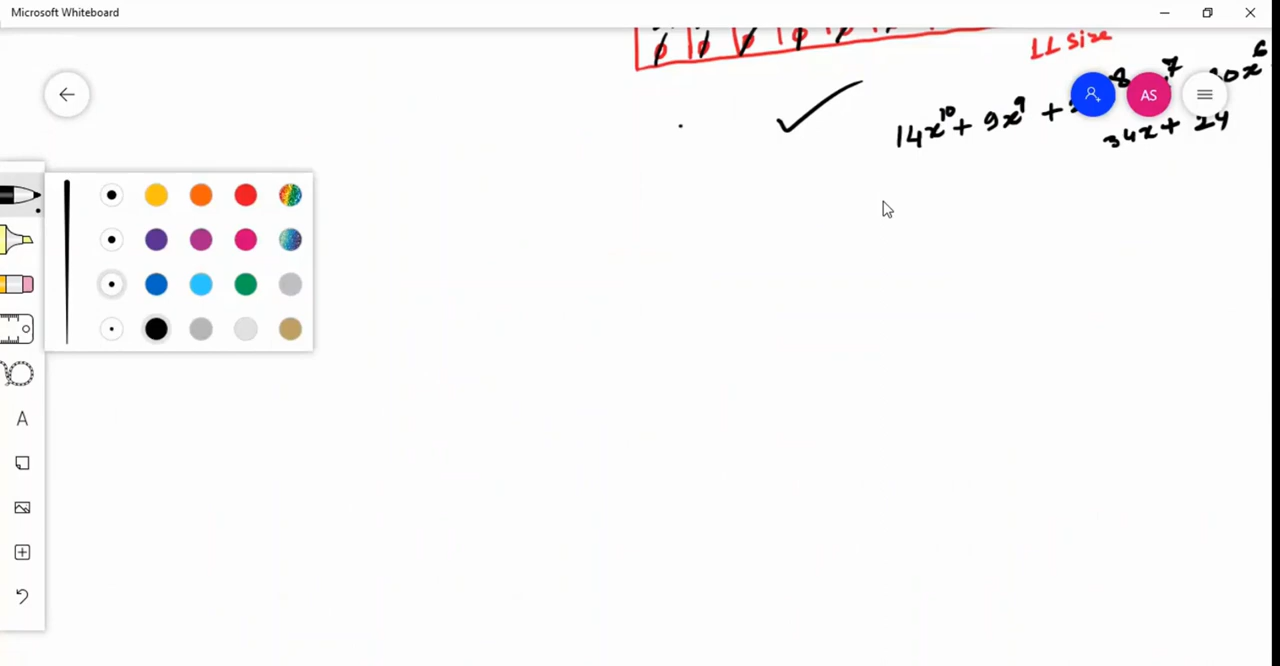 Microsoft Whiteboard
LL size
AS
14x¹⁰ + 9x⁹ +
34x + 24
A